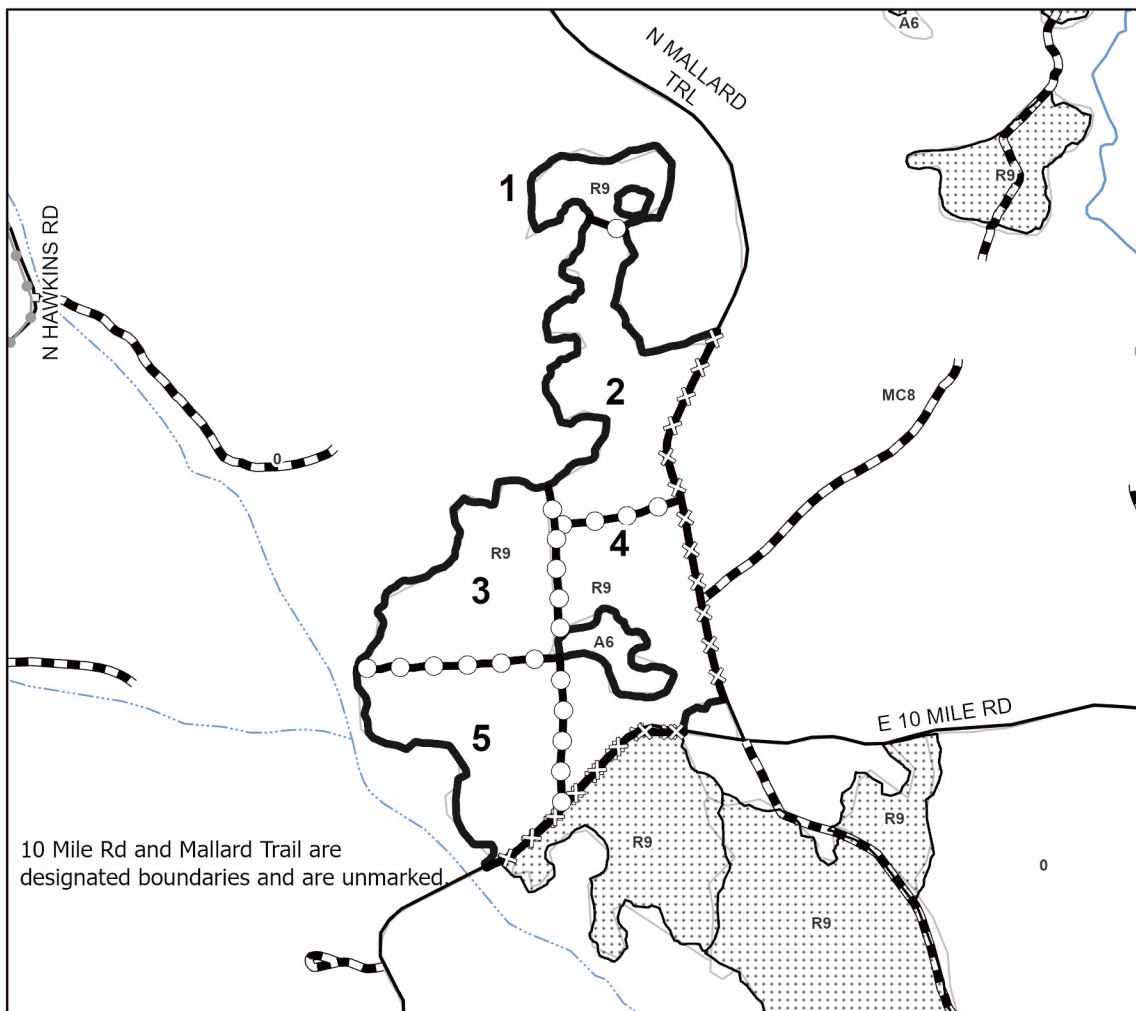 A6
N MALLARD
TRL
R9
1
R9
N HAWKINS RD
2
MC8
0
R9
4
3
R9
A6
E 10 MILE RD
5
R9
R9
10 Mile Rd and Mallard Trail are
designated boundaries and are unmarked.
0
R9